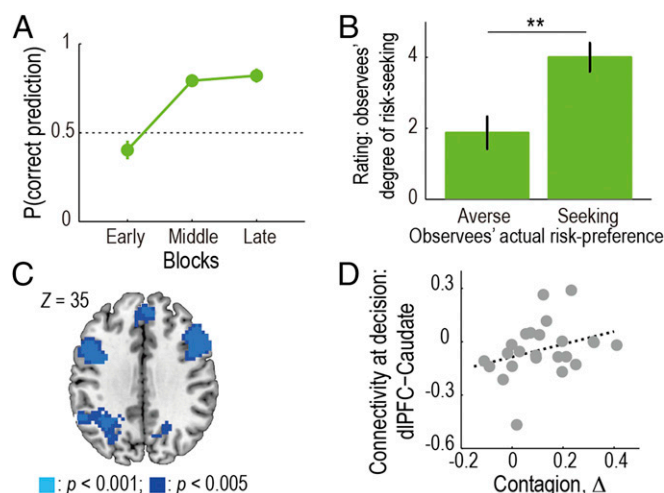 A
P(correct prediction)
1
0.5
0
Early Middle Late
Blocks
B
**
Rating: observees'
degree of risk-seeking
4
2
0
Averse Seeking
Observees' actual risk-preference
C
Z = 35
: p < 0.001; : p < 0.005
D
Connectivity at decision:
dlPFC–Caudate
0.3
0
-0.3
-0.6
-0.2 0 0.2 0.4
Contagion, Δ